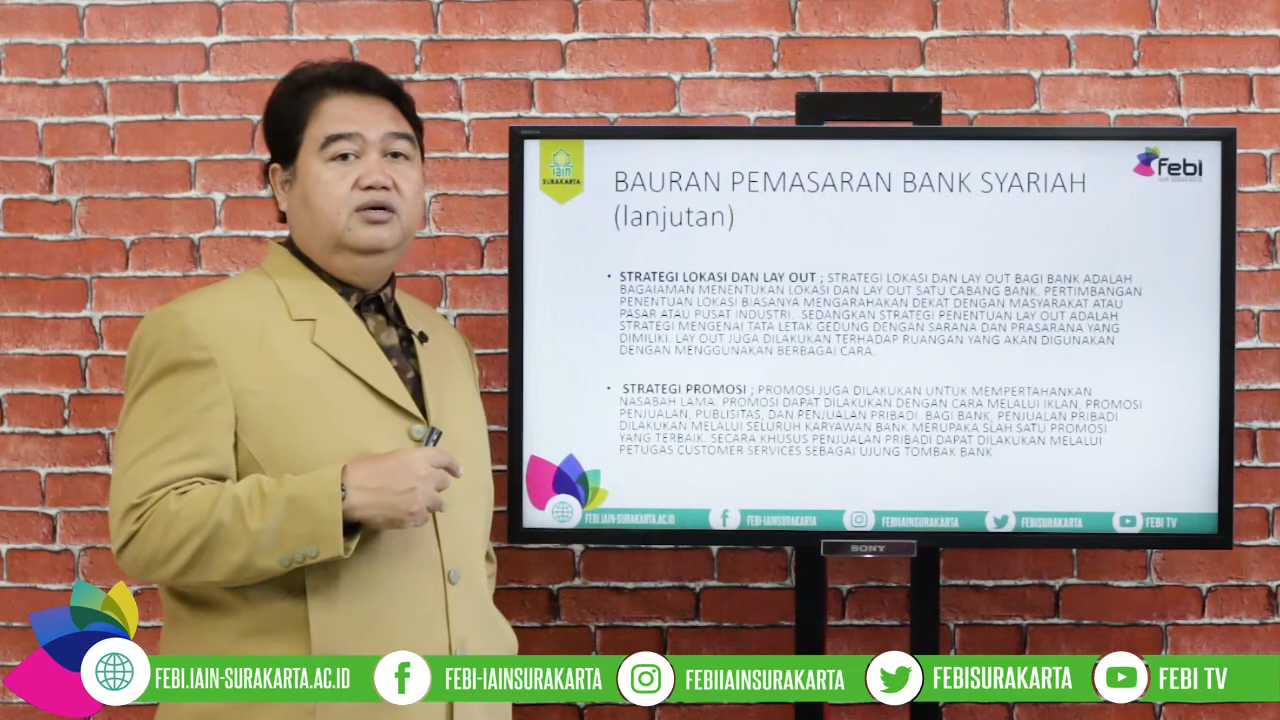 iain
SURAKARTA
febi
IAIN SURAKARTA
BAURAN PEMASARAN BANK SYARIAH
(lanjutan)
• STRATEGI LOKASI DAN LAY OUT ; STRATEGI LOKASI DAN LAY OUT BAGI BANK ADALAH
BAGAIAMAN MENENTUKAN LOKASI DAN LAY OUT SATU CABANG BANK. PERTIMBANGAN
PENENTUAN LOKASI BIASANYA MENGARAHAKAN DEKAT DENGAN MASYARAKAT ATAU
PASAR ATAU PUSAT INDUSTRI. SEDANGKAN STRATEGI PENENTUAN LAY OUT ADALAH
STRATEGI MENGENAI TATA LETAK GEDUNG DENGAN SARANA DAN PRASARANA YANG
DIMILIKI. LAY OUT JUGA DILAKUKAN TERHADAP RUANGAN YANG AKAN DIGUNAKAN
DENGAN MENGGUNAKAN BERBAGAI CARA.
• STRATEGI PROMOSI ; PROMOSI JUGA DILAKUKAN UNTUK MEMPERTAHANKAN
NASABAH LAMA. PROMOSI DAPAT DILAKUKAN DENGAN CARA MELALUI IKLAN, PROMOSI
PENJUALAN, PUBLISITAS, DAN PENJUALAN PRIBADI. BAGI BANK, PENJUALAN PRIBADI
DILAKUKAN MELALUI SELURUH KARYAWAN BANK MERUPAKA SLAH SATU PROMOSI
YANG TERBAIK. SECARA KHUSUS PENJUALAN PRIBADI DAPAT DILAKUKAN MELALUI
PETUGAS CUSTOMER SERVICES SEBAGAI UJUNG TOMBAK BANK
FEBI.IAIN-SURAKARTA.AC.ID FEBI-IAINSURAKARTA FEBIIAINSURAKARTA FEBISURAKARTA FEBI TV
SONY
FEBI.IAIN-SURAKARTA.AC.ID FEBI-IAINSURAKARTA FEBIIAINSURAKARTA FEBISURAKARTA FEBI TV